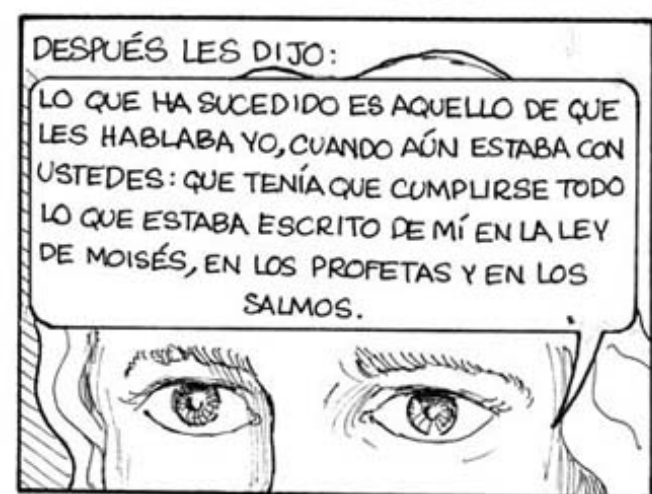 DESPUÉS LES DIJO:
LO QUE HA SUCEDIDO ES AQUELLO DE QUE
LES HABLABA YO, CUANDO AÚN ESTABA CON
USTEDES: QUE TENÍA QUE CUMPLIRSE TODO
LO QUE ESTABA ESCRITO DE MÍ EN LA LEY
DE MOISÉS, EN LOS PROFETAS Y EN LOS
SALMOS.